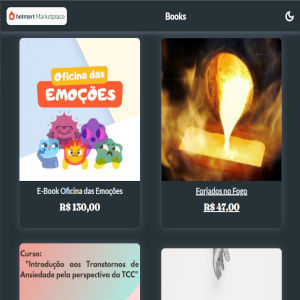 hotmart Marketplace
Books
Oficina das
EMOÇÕES
E-Book Oficina das Emoções
R$ 130,00
Forjados no Fogo
R$ 47,00
Curso:
"Introdução aos Transtornos de
Ansiedade pela perspectiva da TCC"